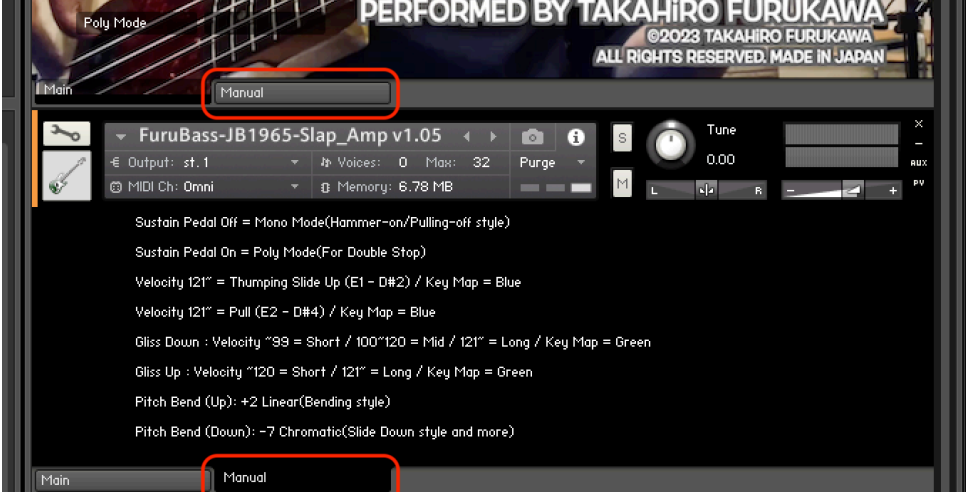 Poly Mode
PERFORMED BY TAKAHiRO FURUKAWA
©2023 TAKAHiRO FURUKAWA
ALL RIGHTS RESERVED. MADE IN JAPAN
Main
Manual
FuruBass-JB1965-Slap_Amp v1.05
S
Tune
Output: st.1
Voices: 0 Max: 32
Purge
0.00
AUX
MIDI Ch: Omni
Memory: 6.78 MB
M
L R
- +
PV
Sustain Pedal Off = Mono Mode(Hammer-on/Pulling-off style)
Sustain Pedal On = Poly Mode(For Double Stop)
Velocity 121~ = Thumping Slide Up (E1 - D#2) / Key Map = Blue
Velocity 121~ = Pull (E2 - D#4) / Key Map = Blue
Gliss Down : Velocity ~99 = Short / 100~120 = Mid / 121~ = Long / Key Map = Green
Gliss Up : Velocity ~120 = Short / 121~ = Long / Key Map = Green
Pitch Bend (Up): +2 Linear(Bending style)
Pitch Bend (Down): -7 Chromatic(Slide Down style and more)
Main
Manual